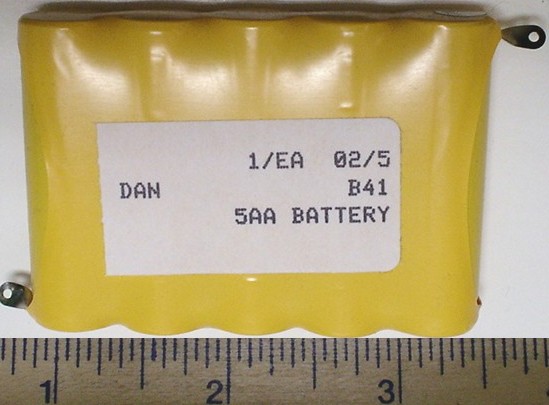 1/EA 02/5
DAN B41
5AA BATTERY
1 2 3